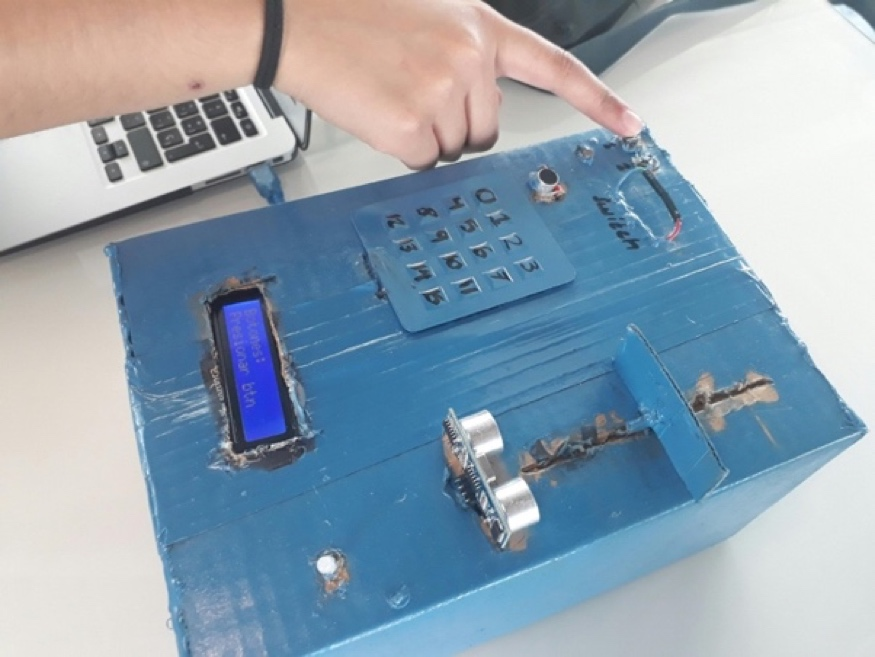 12 8 4 0
13 9 5 1
14 10 6 2
15 11 7 3
Switch
Botones:
Presionar btn